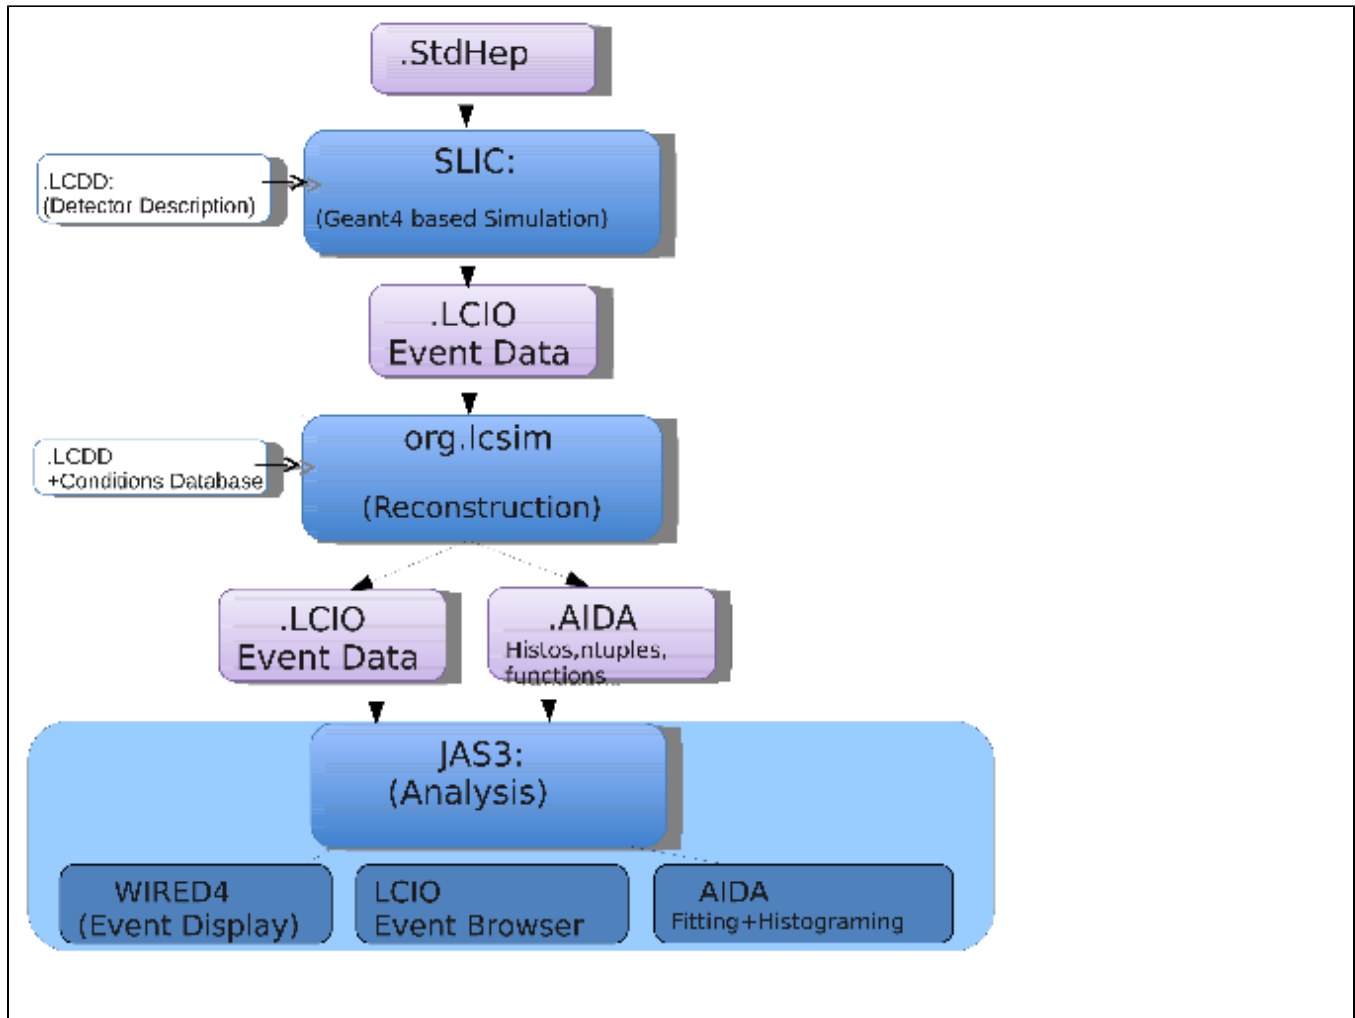 .StdHep
SLIC:
(Geant4 based Simulation)
.LCDD:
(Detector Description)
.LCIO
Event Data
org.lcsim
(Reconstruction)
.LCDD
+Conditions Database
.LCIO
Event Data
.AIDA
Histos,ntuples,
functions...
JAS3:
(Analysis)
WIRED4
(Event Display)
LCIO
Event Browser
AIDA
Fitting+Histograming